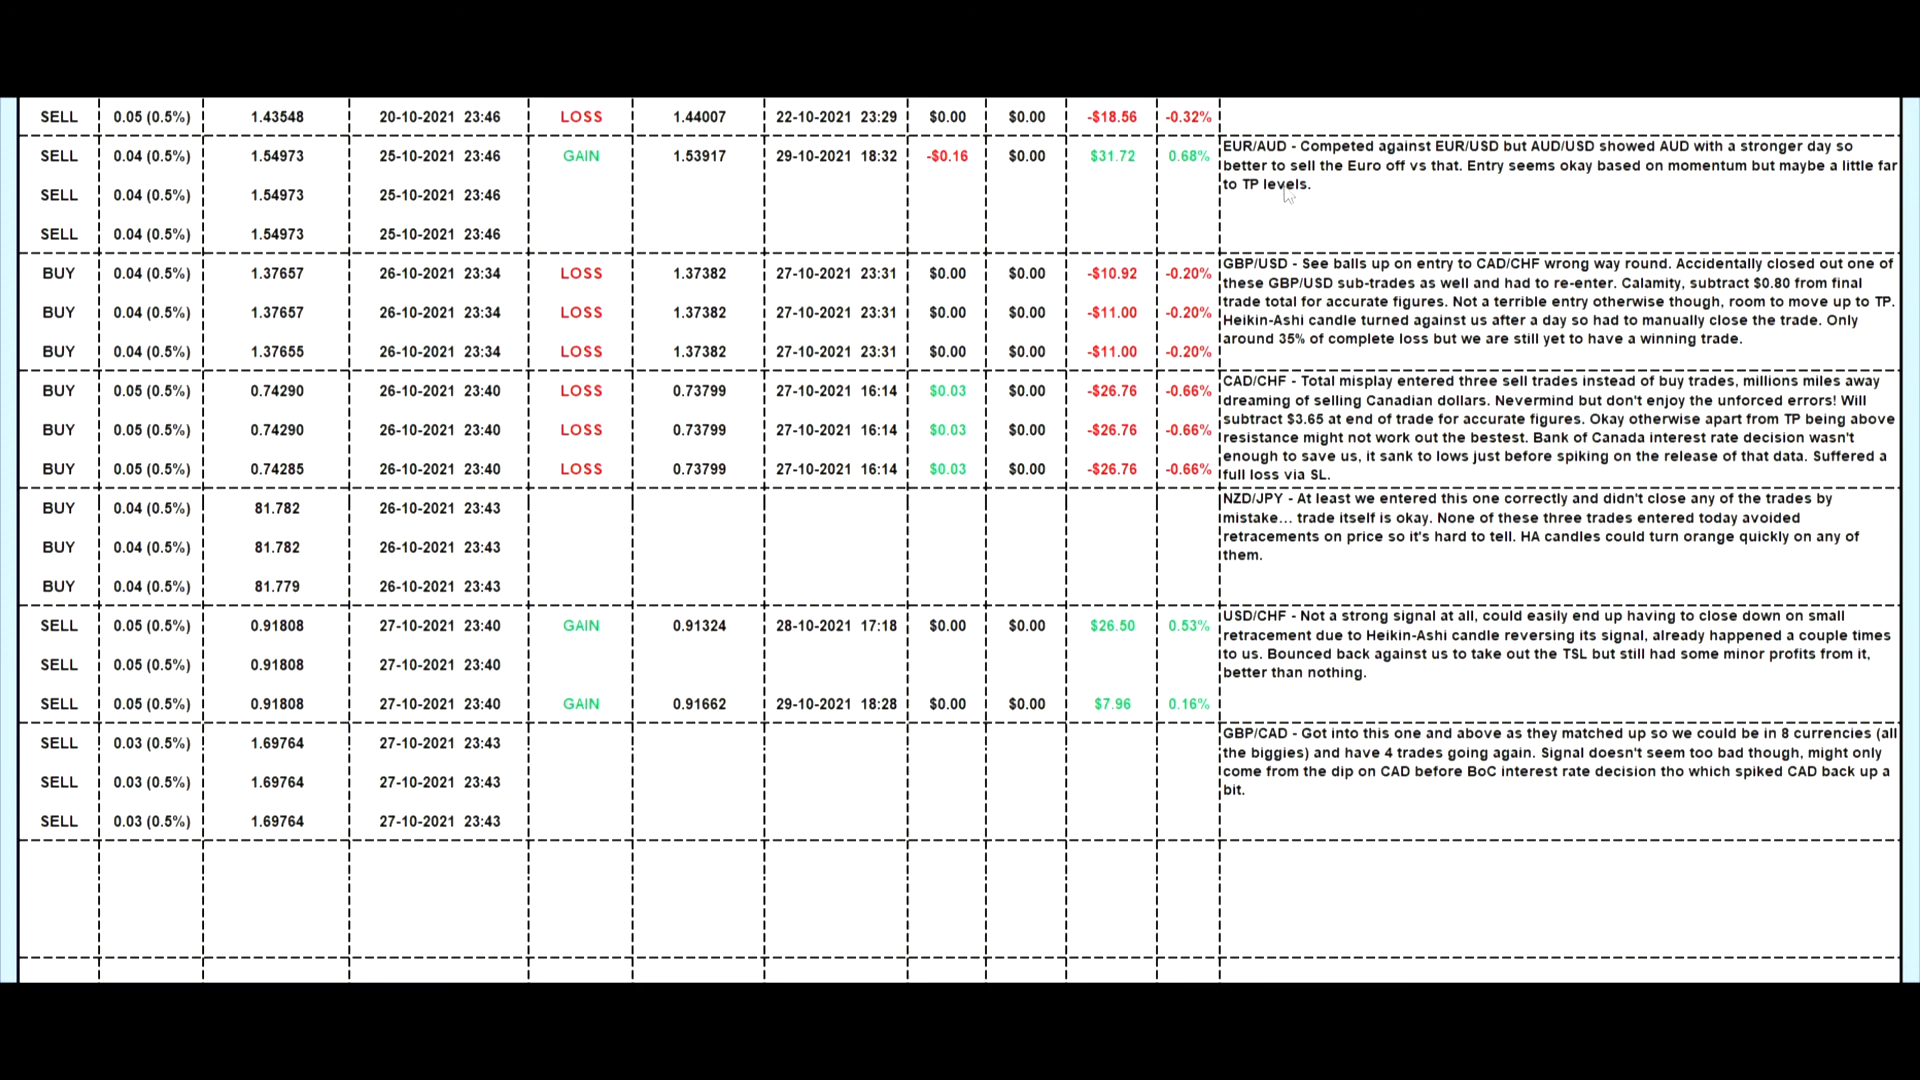 SELL 0.05 (0.5%) 1.43548 20-10-2021 23:46 LOSS 1.44007 22-10-2021 23:29 $0.00 $0.00 -$18.56 -0.32%
SELL 0.04 (0.5%) 1.54973 25-10-2021 23:46 GAIN 1.53917 29-10-2021 18:32 -$0.16 $0.00 $31.72 0.68%
SELL 0.04 (0.5%) 1.54973 25-10-2021 23:46
SELL 0.04 (0.5%) 1.54973 25-10-2021 23:46
EUR/AUD - Competed against EUR/USD but AUD/USD showed AUD with a stronger day so
better to sell the Euro off vs that. Entry seems okay based on momentum but maybe a little far
to TP levels.
BUY 0.04 (0.5%) 1.37657 26-10-2021 23:34 LOSS 1.37382 27-10-2021 23:31 $0.00 $0.00 -$10.92 -0.20%
BUY 0.04 (0.5%) 1.37657 26-10-2021 23:34 LOSS 1.37382 27-10-2021 23:31 $0.00 $0.00 -$11.00 -0.20%
BUY 0.04 (0.5%) 1.37655 26-10-2021 23:34 LOSS 1.37382 27-10-2021 23:31 $0.00 $0.00 -$11.00 -0.20%
GBP/USD - See balls up on entry to CAD/CHF wrong way round. Accidentally closed out one of
these GBP/USD sub-trades as well and had to re-enter. Calamity, subtract $0.80 from final
trade total for accurate figures. Not a terrible entry otherwise though, room to move up to TP.
Heikin-Ashi candle turned against us after a day so had to manually close the trade. Only
around 35% of complete loss but we are still yet to have a winning trade.
BUY 0.05 (0.5%) 0.74290 26-10-2021 23:40 LOSS 0.73799 27-10-2021 16:14 $0.03 $0.00 -$26.76 -0.66%
BUY 0.05 (0.5%) 0.74290 26-10-2021 23:40 LOSS 0.73799 27-10-2021 16:14 $0.03 $0.00 -$26.76 -0.66%
BUY 0.05 (0.5%) 0.74285 26-10-2021 23:40 LOSS 0.73799 27-10-2021 16:14 $0.03 $0.00 -$26.76 -0.66%
CAD/CHF - Total misplay entered three sell trades instead of buy trades, millions miles away
dreaming of selling Canadian dollars. Nevermind but don't enjoy the unforced errors! Will
subtract $3.65 at end of trade for accurate figures. Okay otherwise apart from TP being above
resistance might not work out the bestest. Bank of Canada interest rate decision wasn't
enough to save us, it sank to lows just before spiking on the release of that data. Suffered a
full loss via SL.
BUY 0.04 (0.5%) 81.782 26-10-2021 23:43
BUY 0.04 (0.5%) 81.782 26-10-2021 23:43
BUY 0.04 (0.5%) 81.779 26-10-2021 23:43
NZD/JPY - At least we entered this one correctly and didn't close any of the trades by
mistake... trade itself is okay. None of these three trades entered today avoided
retracements on price so it's hard to tell. HA candles could turn orange quickly on any of
them.
SELL 0.05 (0.5%) 0.91808 27-10-2021 23:40 GAIN 0.91324 28-10-2021 17:18 $0.00 $0.00 $26.50 0.53%
SELL 0.05 (0.5%) 0.91808 27-10-2021 23:40
SELL 0.05 (0.5%) 0.91808 27-10-2021 23:40 GAIN 0.91662 29-10-2021 18:28 $0.00 $0.00 $7.96 0.16%
USD/CHF - Not a strong signal at all, could easily end up having to close down on small
retracement due to Heikin-Ashi candle reversing its signal, already happened a couple times
to us. Bounced back against us to take out the TSL but still had some minor profits from it,
better than nothing.
SELL 0.03 (0.5%) 1.69764 27-10-2021 23:43
SELL 0.03 (0.5%) 1.69764 27-10-2021 23:43
SELL 0.03 (0.5%) 1.69764 27-10-2021 23:43
GBP/CAD - Got into this one and above as they matched up so we could be in 8 currencies (all
the biggies) and have 4 trades going again. Signal doesn't seem too bad though, might only
come from the dip on CAD before BoC interest rate decision tho which spiked CAD back up a
bit.